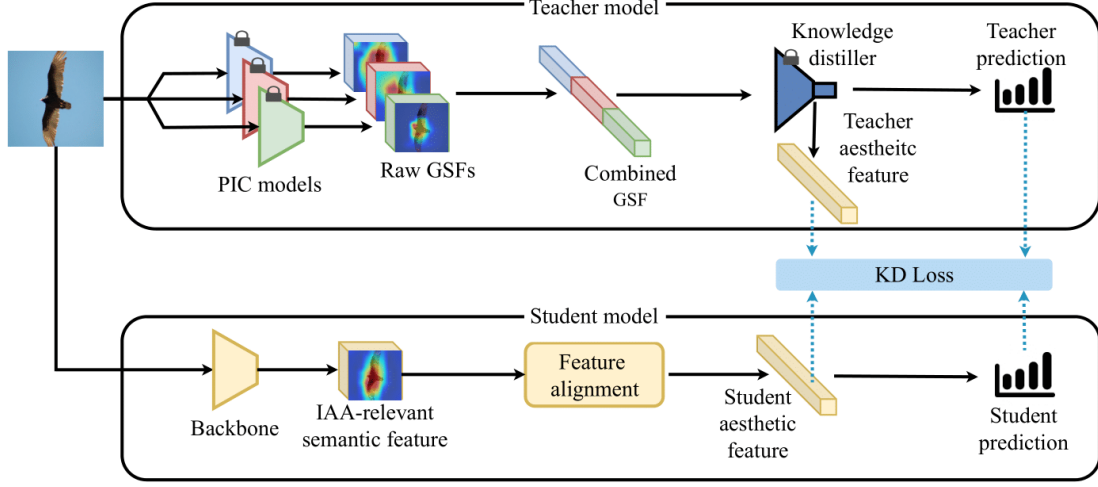 Teacher model
Knowledge
distiller
Teacher
prediction
PIC models
Raw GSFs
Combined
GSF
Teacher
aestheitc
feature
KD Loss
Student model
Backbone
IAA-relevant
semantic feature
Feature
alignment
Student
aesthetic
feature
Student
prediction